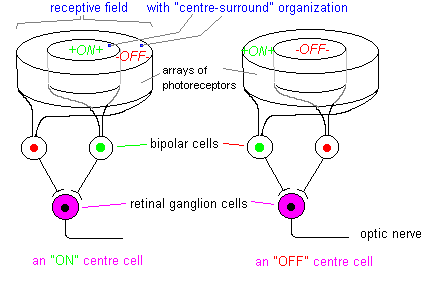 receptive field with "centre-surround" organization
+ON+
-OFF-
+ON+
-OFF-
arrays of
photoreceptors
bipolar cells
retinal ganglion cells
optic nerve
an "ON" centre cell
an "OFF" centre cell